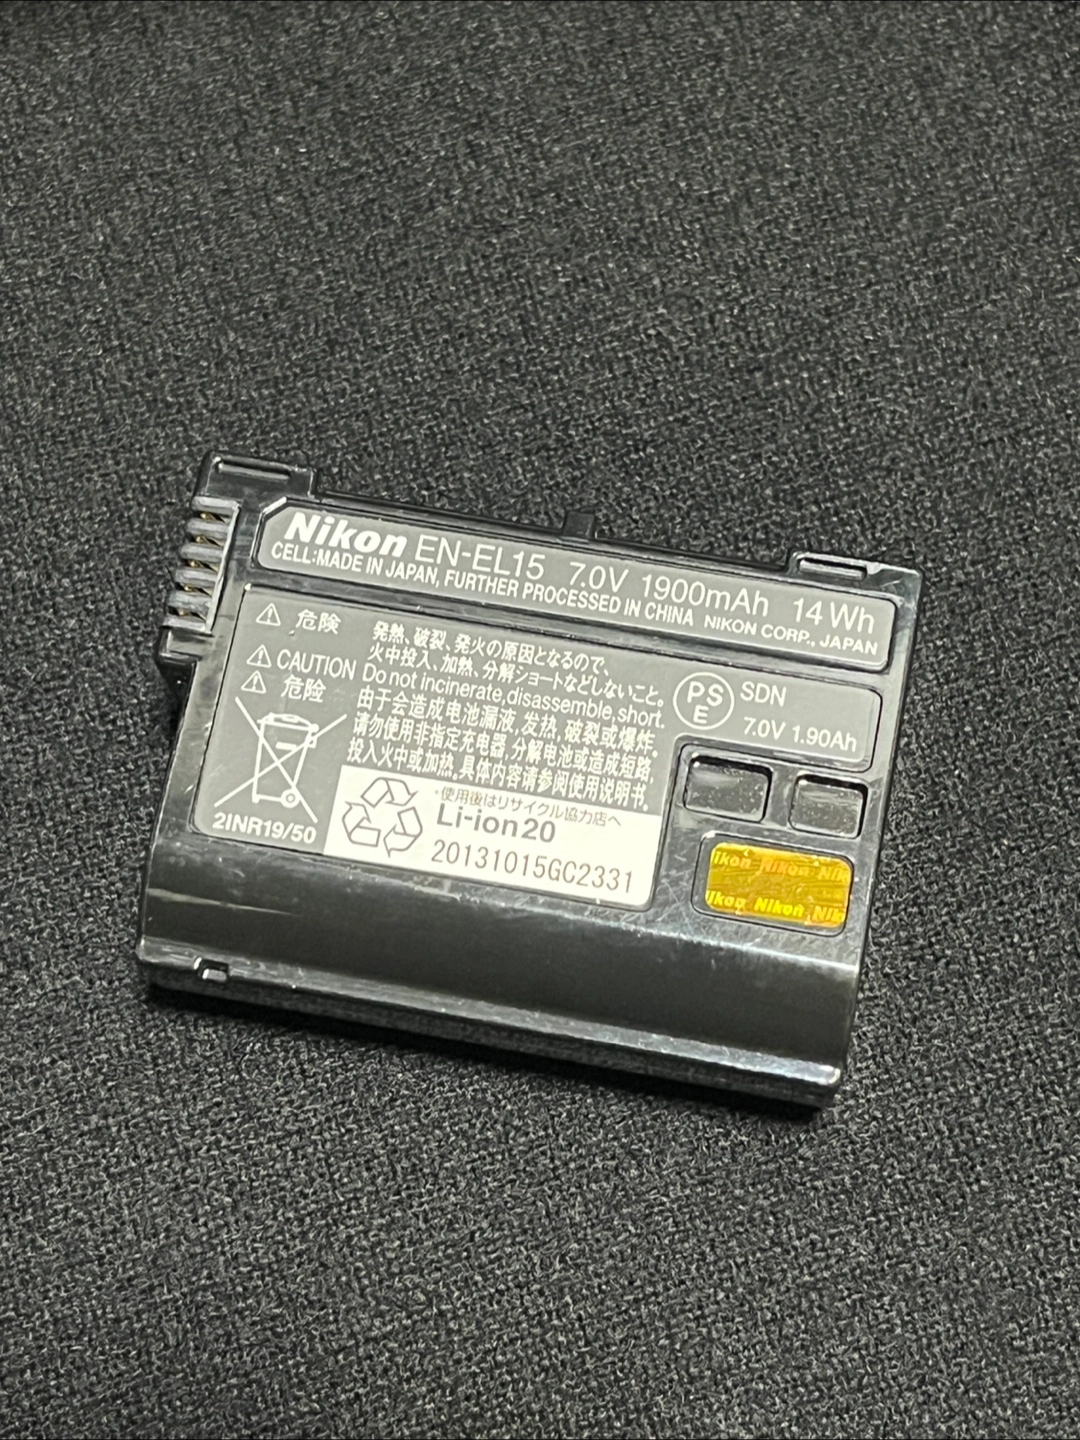 Nikon EN-EL15 7.0V 1900mAh 14Wh
CELL:MADE IN JAPAN, FURTHER PROCESSED IN CHINA NIKON CORP., JAPAN
⚠ 危険
発熱、破裂、発火の原因となるので、
火中投入、加熱、分解ショートなどしないこと。
⚠ CAUTION Do not incinerate,disassemble,short.
⚠ 危险
由于会造成电池漏液,发热,破裂或爆炸。
请勿使用非指定充电器,分解电池或造成短路,
投入火中或加热。具体内容请参阅使用说明书。
PS
E
SDN
7.0V 1.90Ah
2INR19/50
・使用後はリサイクル協力店へ
Li-ion20
20131015GC2331
ikon Nikon Nik
ikon Nikon Nik